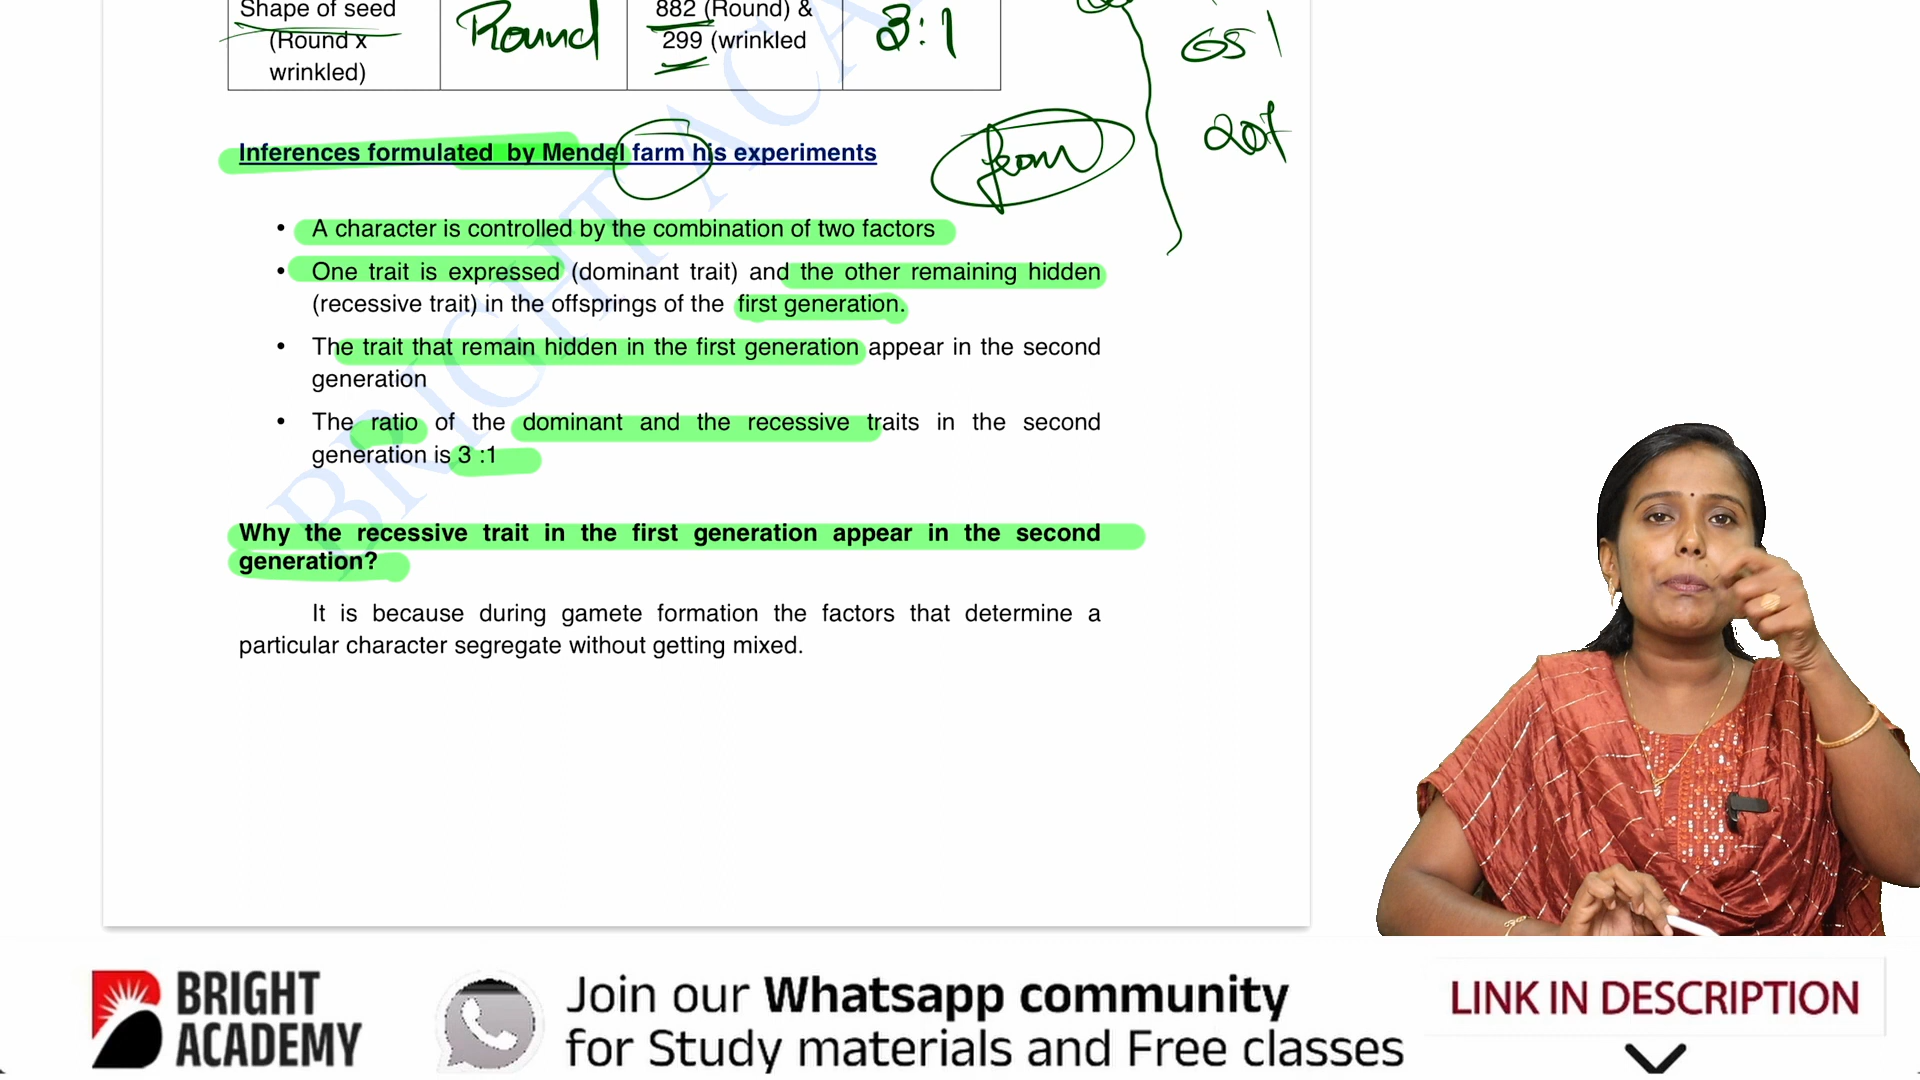 Shape of seed
(Round x
wrinkled)
Round
882 (Round) &
299 (wrinkled
3:1
651
207
Inferences formulated by Mendel farm his experiments
from
• A character is controlled by the combination of two factors
• One trait is expressed (dominant trait) and the other remaining hidden
(recessive trait) in the offsprings of the first generation.
• The trait that remain hidden in the first generation appear in the second
generation
• The ratio of the dominant and the recessive traits in the second
generation is 3 :1
Why the recessive trait in the first generation appear in the second
generation?
It is because during gamete formation the factors that determine a
particular character segregate without getting mixed.
BRIGHT ACA
BRIGHT
ACADEMY
Join our Whatsapp community
for Study materials and Free classes
LINK IN DESCRIPTION